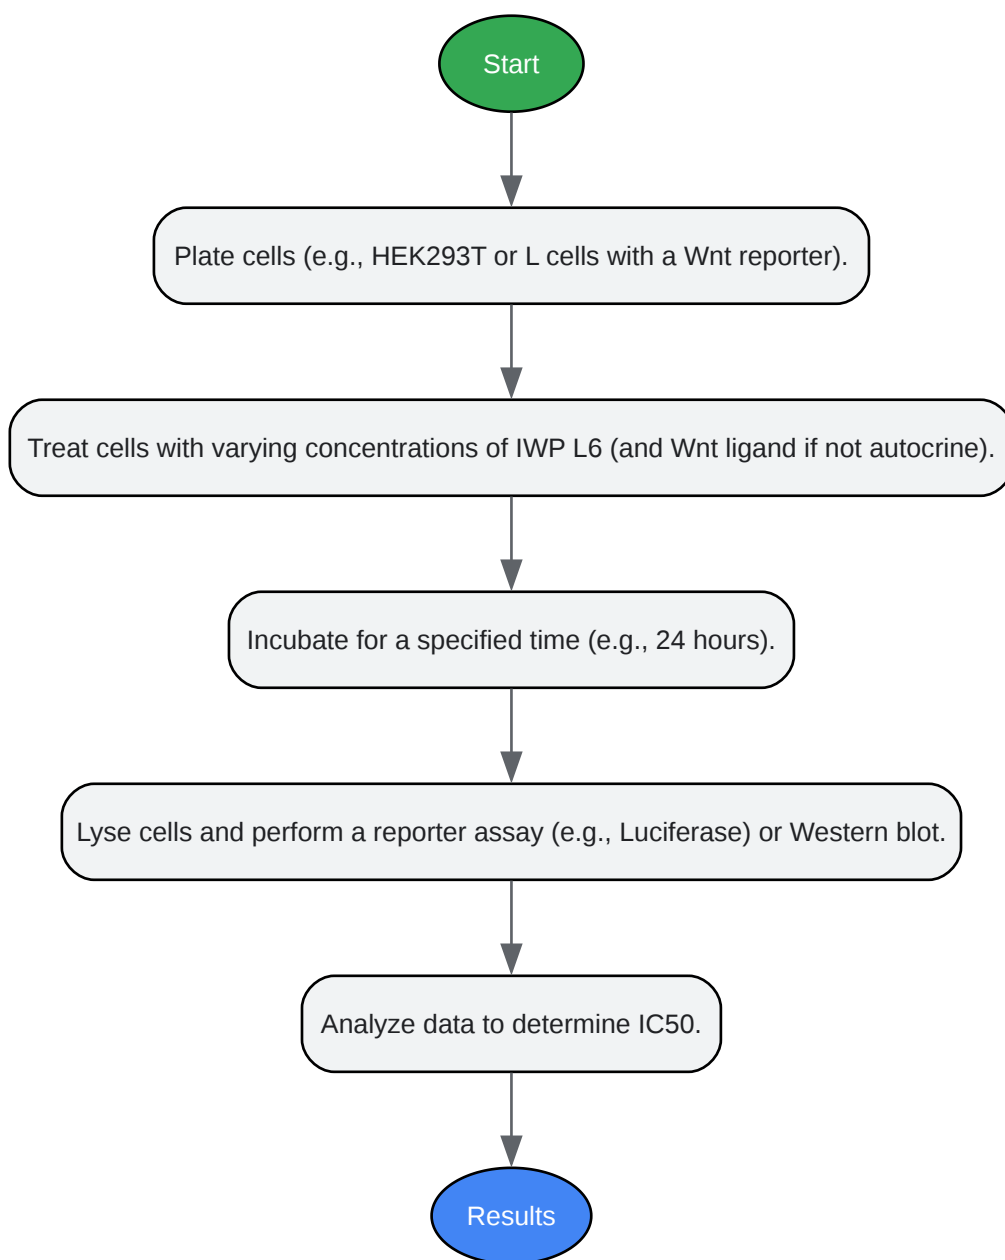 Start
Plate cells (e.g., HEK293T or L cells with a Wnt reporter).
Treat cells with varying concentrations of IWP L6 (and Wnt ligand if not autocrine).
Incubate for a specified time (e.g., 24 hours).
Lyse cells and perform a reporter assay (e.g., Luciferase) or Western blot.
Analyze data to determine IC50.
Results